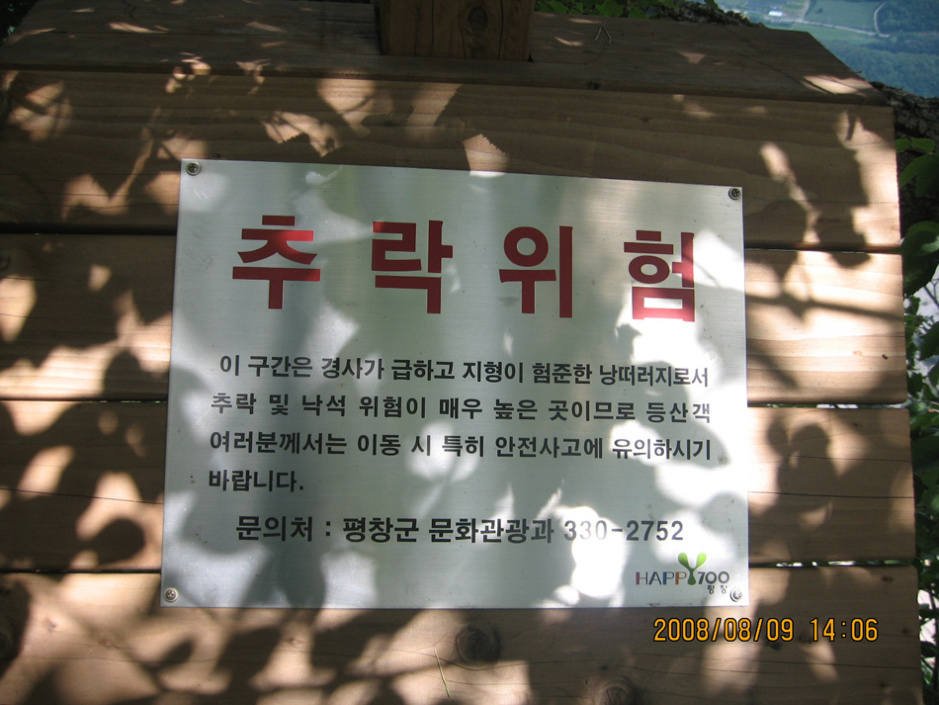 추락위험
이 구간은 경사가 급하고 지형이 험준한 낭떠러지로서
추락 및 낙석 위험이 매우 높은 곳이므로 등산객
여러분께서는 이동 시 특히 안전사고에 유의하시기
바랍니다.
문의처 : 평창군 문화관광과 330-2752
HAPPY700
평창
2008/08/09 14:06